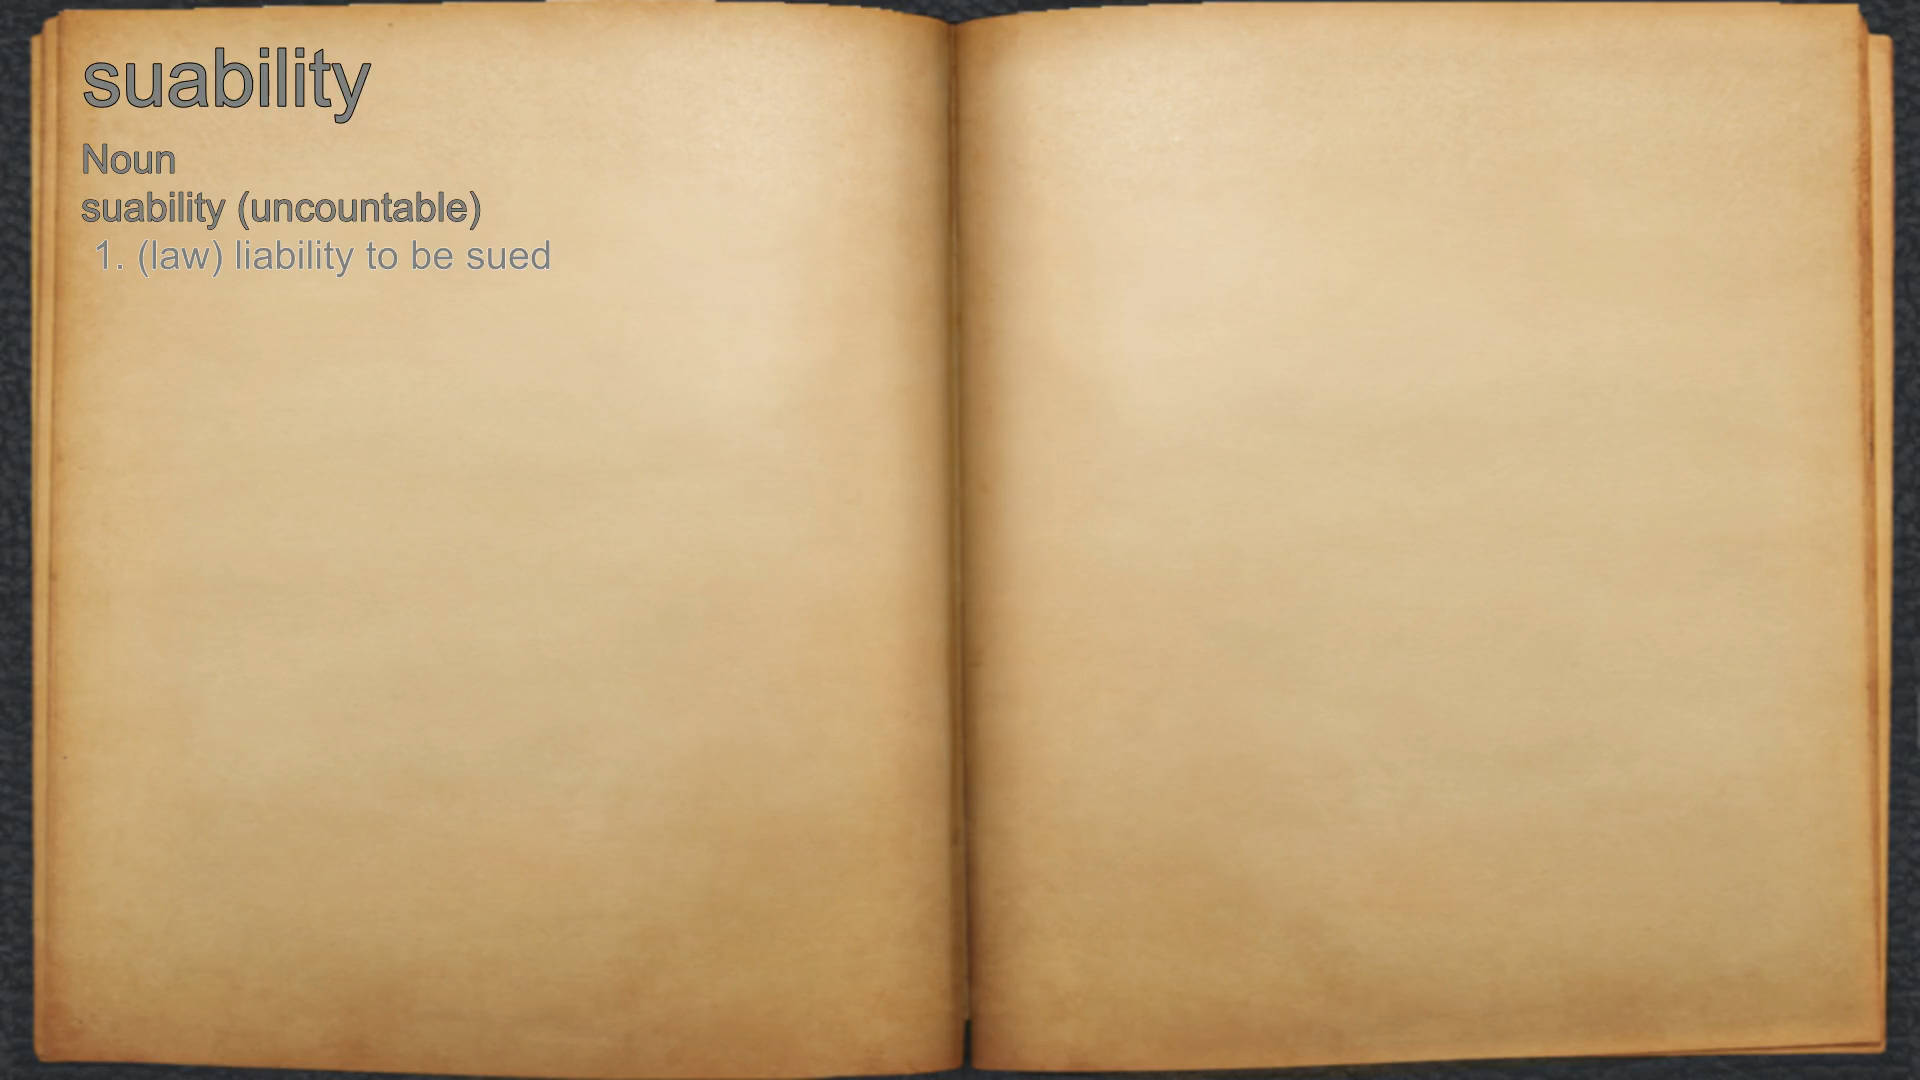 suability
Noun
suability (uncountable)
1. (law) liability to be sued